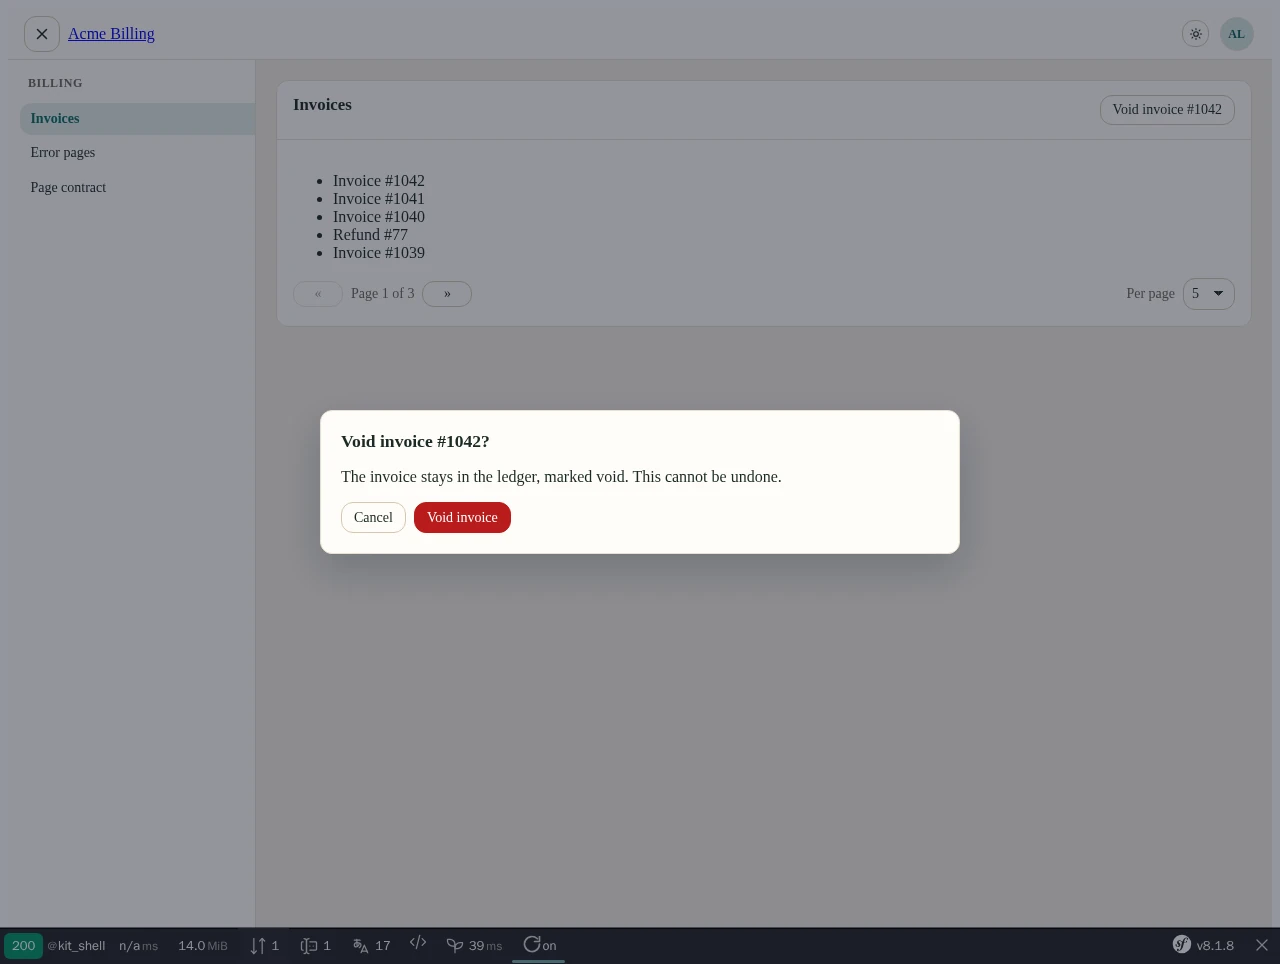 Acme Billing
AL
BILLING
Invoices
Error pages
Page contract
Invoices
Void invoice #1042
Invoice #1042
Invoice #1041
Invoice #1040
Refund #77
Invoice #1039
« Page 1 of 3 »
Per page 5
Void invoice #1042?
The invoice stays in the ledger, marked void. This cannot be undone.
Cancel Void invoice
200 @kit_shell n/a ms 14.0 MiB 1 1 17 39 ms on v8.1.8